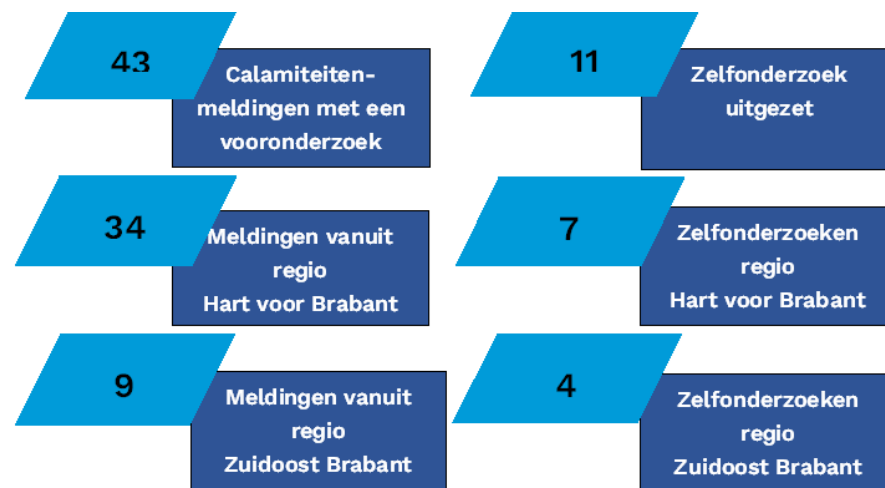 43
Calamiteiten-
meldingen met een
vooronderzoek
11
Zelfonderzoek
uitgezet
34
Meldingen vanuit
regio
Hart voor Brabant
7
Zelfonderzoeken
regio
Hart voor Brabant
9
Meldingen vanuit
regio
Zuidoost Brabant
4
Zelfonderzoeken
regio
Zuidoost Brabant